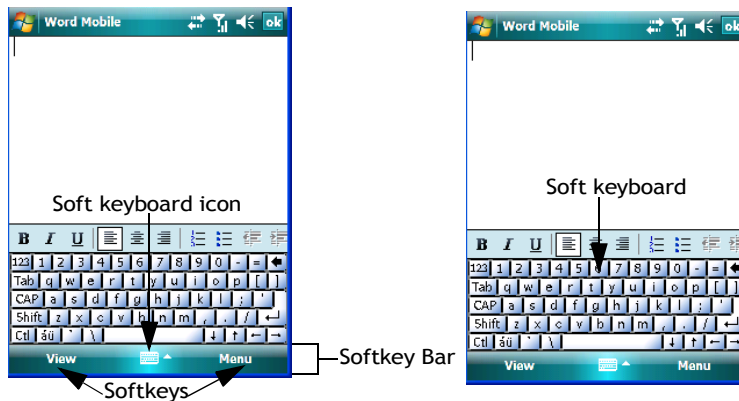 Word Mobile ok
Soft keyboard icon
B I U
123 1 2 3 4 5 6 7 8 9 0 - =
Tab q w e r t y u i o p [ ]
CAP a s d f g h j k l ; '
Shift z x c v b n m , . /
Ctl áü ` \
View Menu
Softkey Bar
Softkeys
Word Mobile ok
Soft keyboard
B I U
123 1 2 3 4 5 6 7 8 9 0 - =
Tab q w e r t y u i o p [ ]
CAP a s d f g h j k l ; '
Shift z x c v b n m , . /
Ctl áü ` \
View Menu